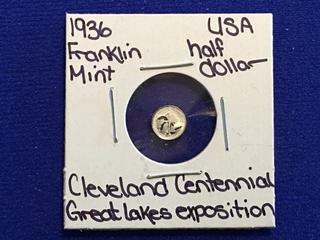 1936 USA
Franklin half
Mint dollar
Cleveland Centennial
Great lakes exposition